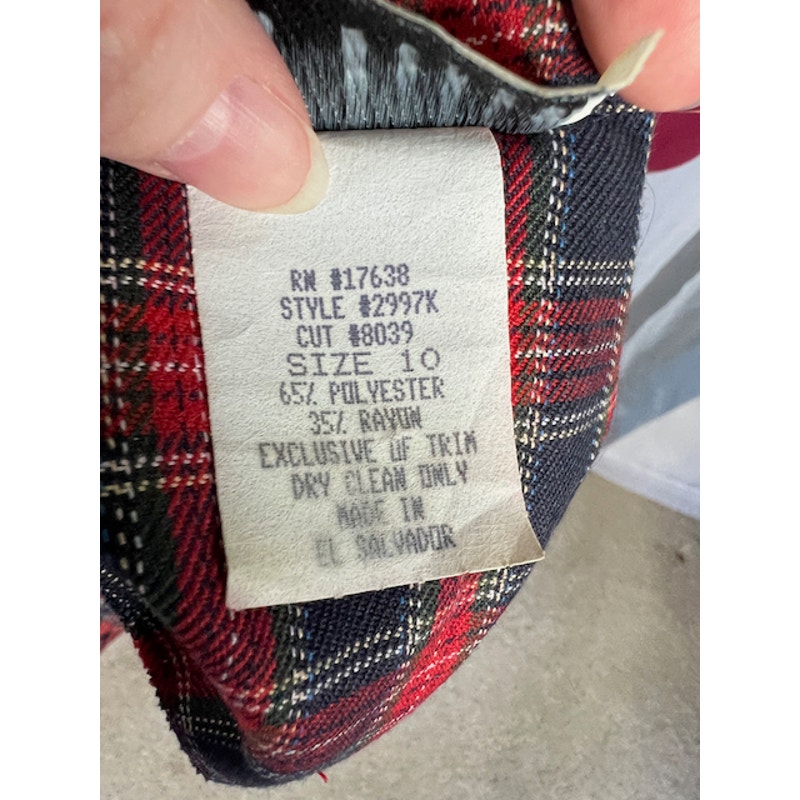 RN #17638
STYLE #2997K
CUT #8039
SIZE 10
65% POLYESTER
35% RAYON
EXCLUSIVE OF TRIM
DRY CLEAN ONLY
MADE IN
EL SALVADOR